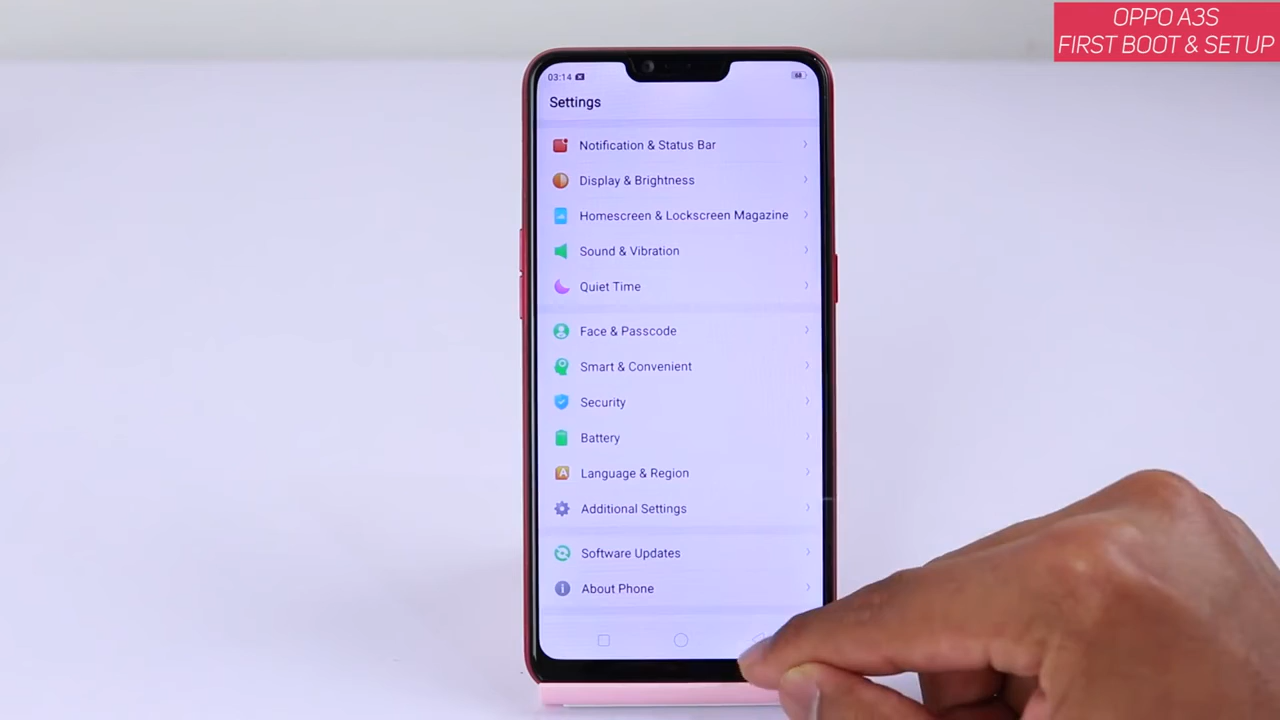 OPPO A3S
FIRST BOOT & SETUP
03:14
68
Settings
Notification & Status Bar
Display & Brightness
Homescreen & Lockscreen Magazine
Sound & Vibration
Quiet Time
Face & Passcode
Smart & Convenient
Security
Battery
Language & Region
Additional Settings
Software Updates
About Phone